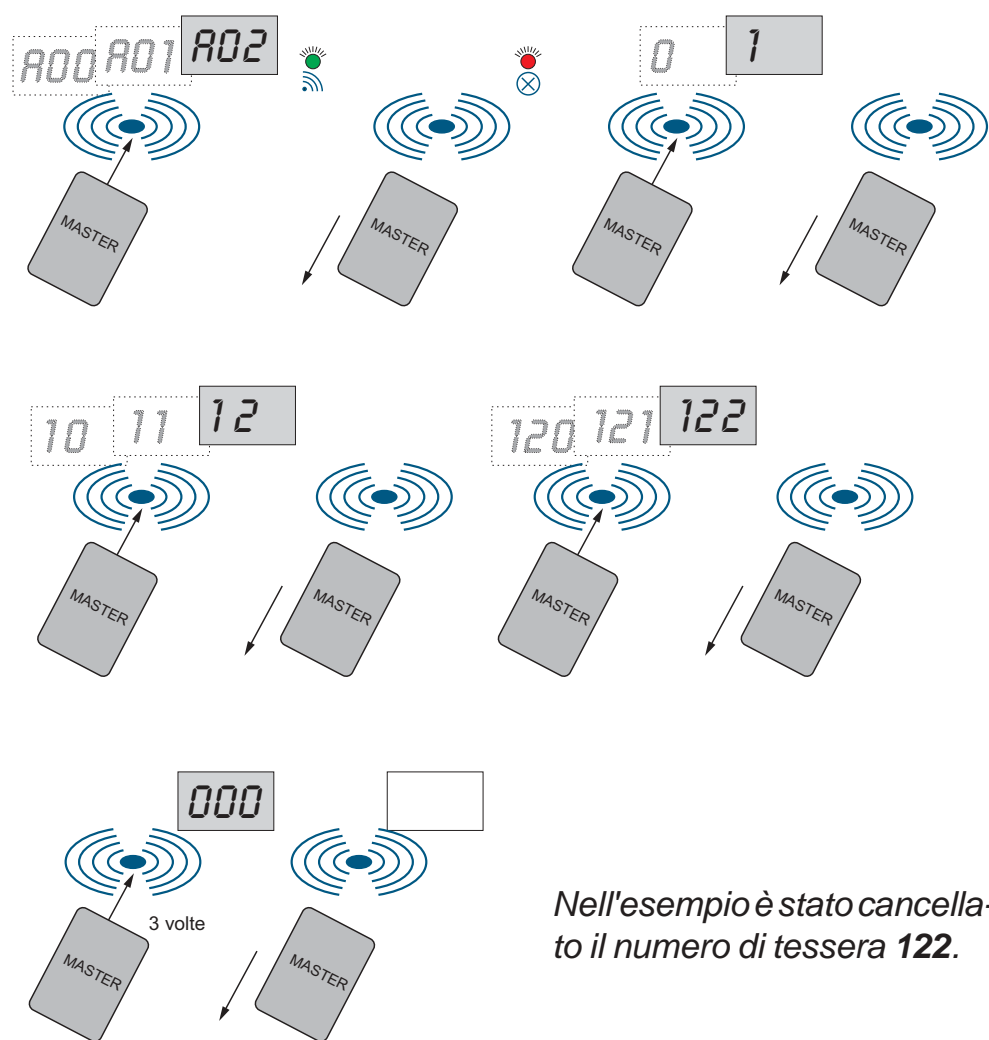 A00 A01 A02 0 1
MASTER MASTER MASTER MASTER
10 11 12 120 121 122
MASTER MASTER MASTER MASTER
000
3 volte
MASTER MASTER
Nell'esempio è stato cancella-
to il numero di tessera 122.